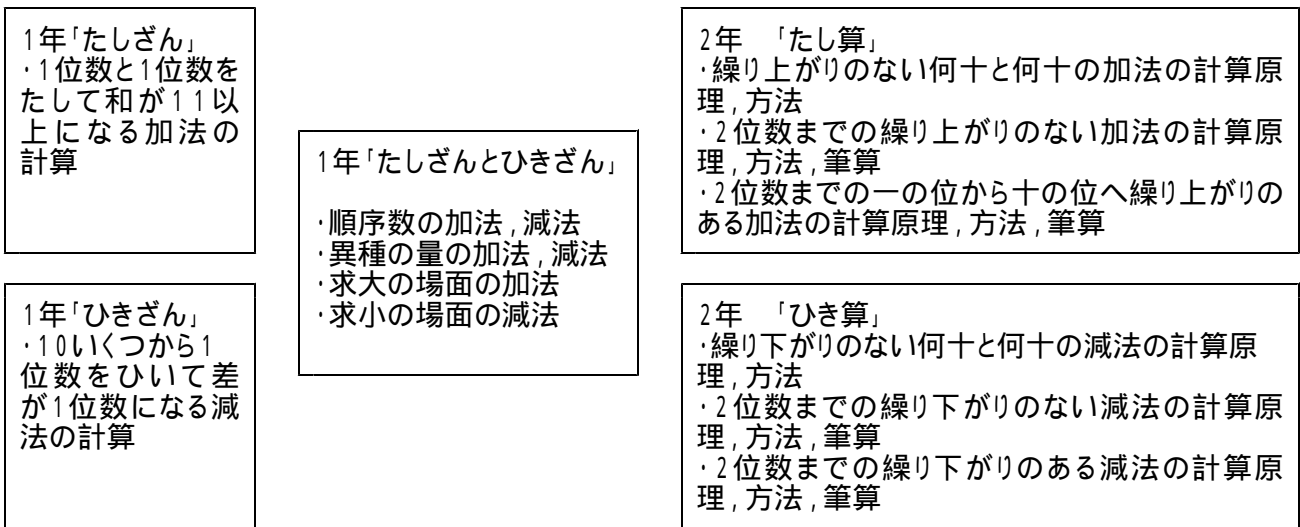 1年「たしざん」
・1位数と1位数を
たして和が11以
上になる加法の
計算
1年「ひきざん」
・10いくつから1
位数をひいて差
が1位数になる減
法の計算
1年「たしざんとひきざん」
・順序数の加法,減法
・異種の量の加法,減法
・求大の場面の加法
・求小の場面の減法
2年 「たし算」
・繰り上がりのない何十と何十の加法の計算原
理,方法
・2位数までの繰り上がりのない加法の計算原
理,方法,筆算
・2位数までの一の位から十の位へ繰り上がりの
ある加法の計算原理,方法,筆算
2年 「ひき算」
・繰り下がりのない何十と何十の減法の計算原
理,方法
・2位数までの繰り下がりのない減法の計算原
理,方法,筆算
・2位数までの繰り下がりのある減法の計算原
理,方法,筆算